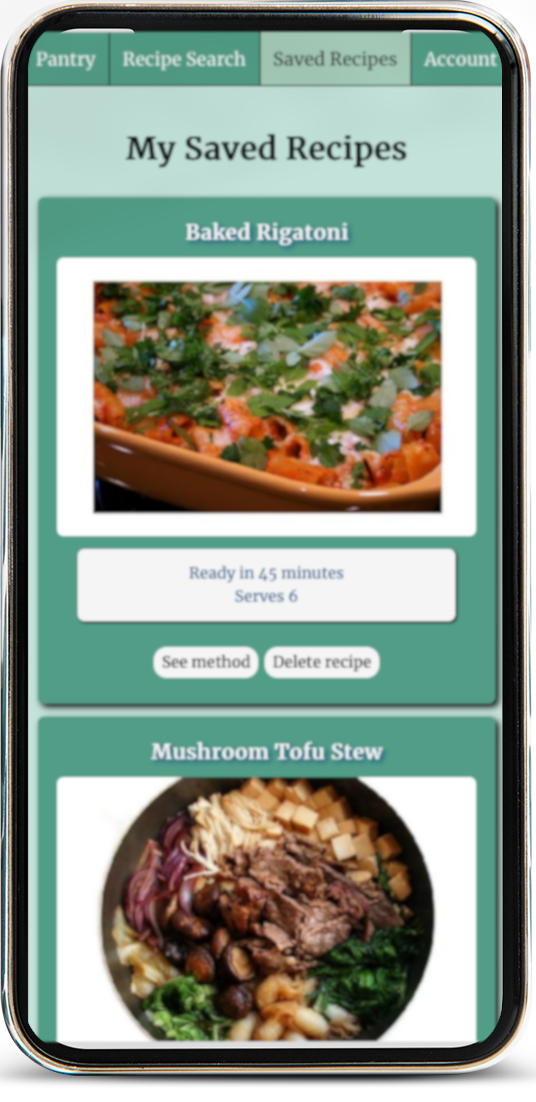 Pantry Recipe Search Saved Recipes Account
My Saved Recipes
Baked Rigatoni
Ready in 45 minutes
Serves 6
See method Delete recipe
Mushroom Tofu Stew